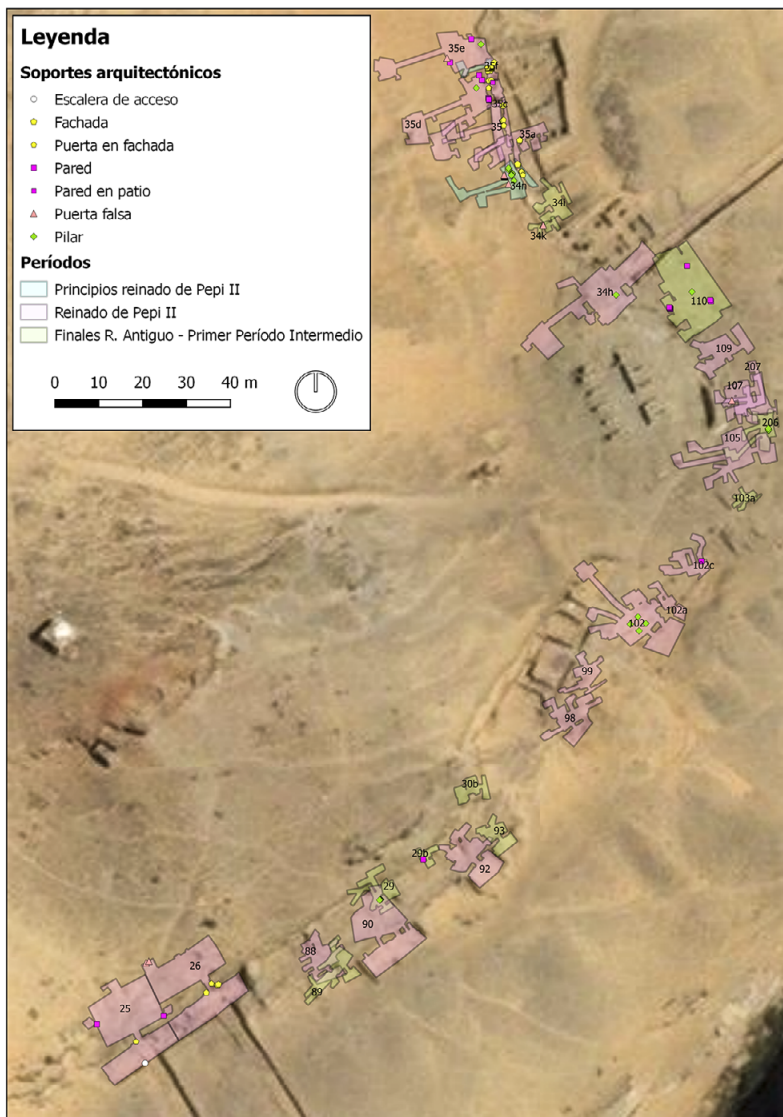 Leyenda
Soportes arquitectónicos
Escalera de acceso
Fachada
Puerta en fachada
Pared
Pared en patio
Puerta falsa
Pilar
Períodos
Principios reinado de Pepi II
Reinado de Pepi II
Finales R. Antiguo - Primer Período Intermedio
0 10 20 30 40 m
35e
35f
35c
35d
35
35a
34n
34i
34k
34h
110
109
207
107
206
105
103a
102c
102a
102
99
98
30b
93
29b
92
29
90
88
89
26
25